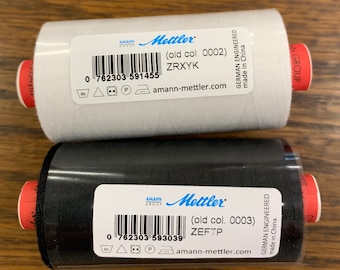 AMANN
GROUP
Mettler
(old col. 0002)
ZRXYK
0 762303 591455
amann-mettler.com
GERMAN ENGINEERED
made in China
AMANN
GROUP
Mettler
(old col. 0003)
ZEFTP
0 762303 593039
amann-mettler.com
GERMAN ENGINEERED
made in China